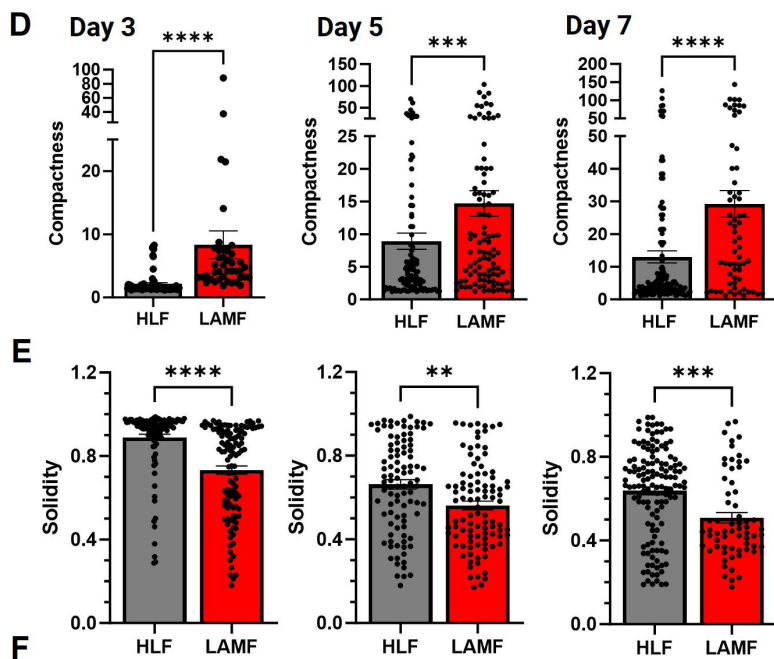 D Day 3 Day 5 Day 7
**** *** ****
Compactness 100 80 60 40 20 10 0 HLF LAMF
Compactness 150 100 50 25 20 15 10 5 0 HLF LAMF
Compactness 200 150 100 50 50 40 30 20 10 0 HLF LAMF
E
**** ** ***
Solidity 1.2 0.8 0.4 0.0 HLF LAMF
Solidity 1.2 0.8 0.4 0.0 HLF LAMF
Solidity 1.2 0.8 0.4 0.0 HLF LAMF
F